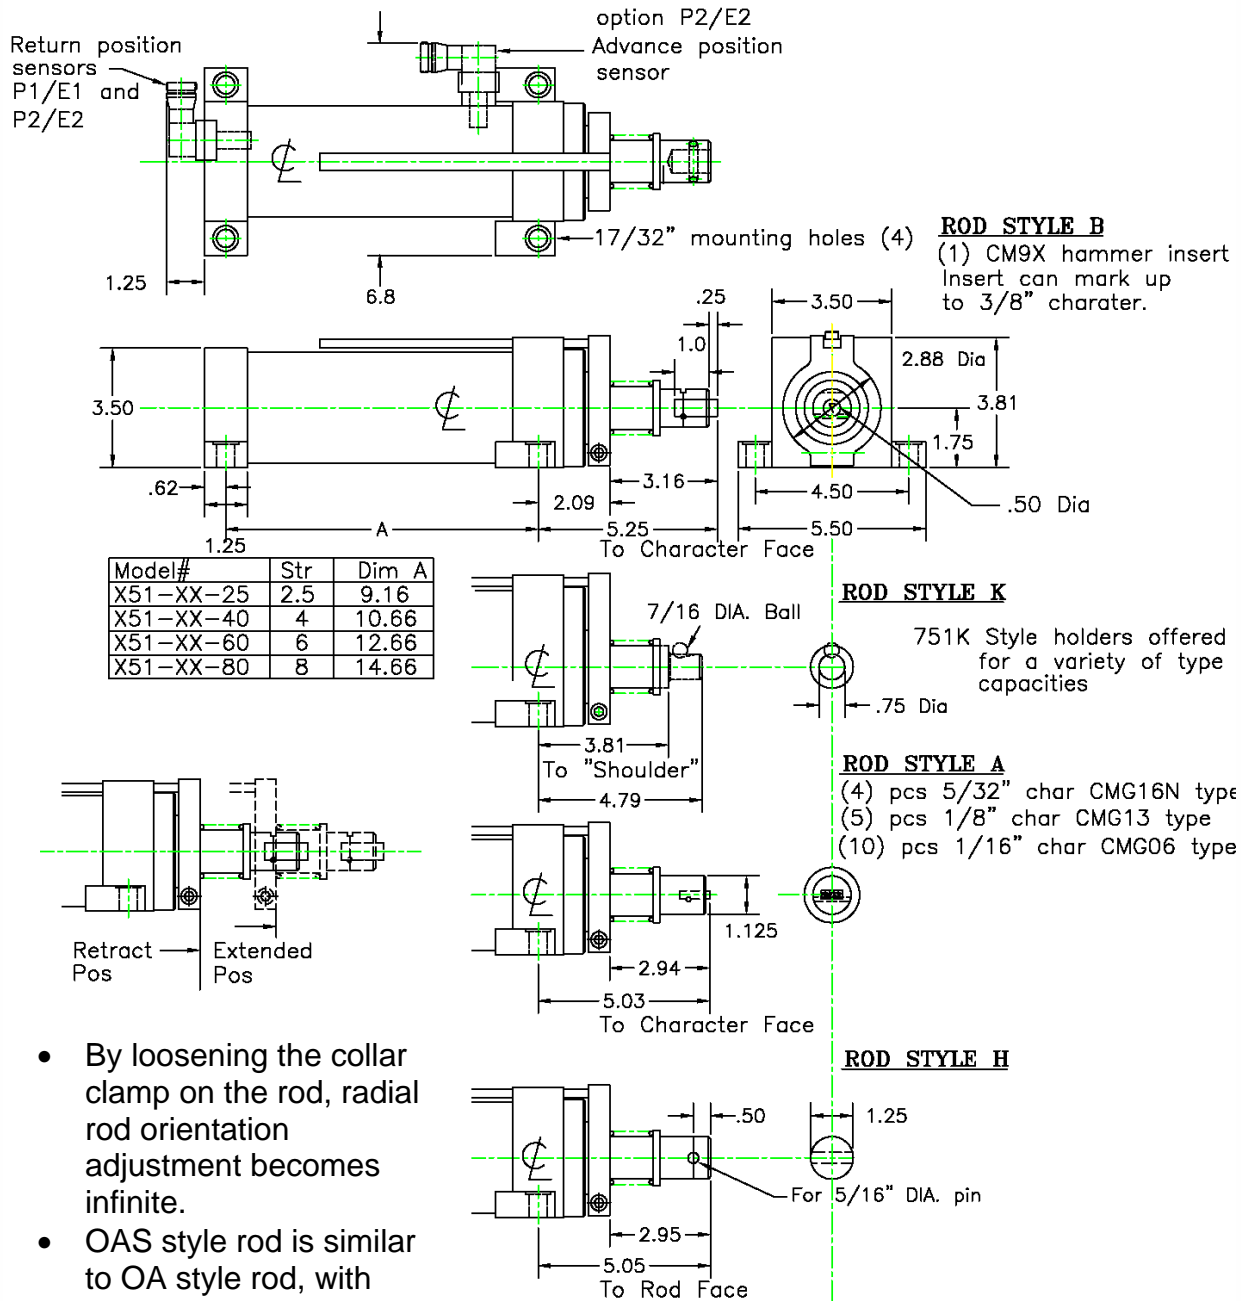 option P2/E2
Advance position
sensor
Return position
sensors
P1/E1 and
P2/E2
17/32" mounting holes (4)
1.25
6.8
ROD STYLE B
(1) CM9X hammer insert
Insert can mark up
to 3/8" charater.
.25
1.0
3.50
2.88 Dia
3.50
3.81
1.75
.62
3.16
2.09
4.50
.50 Dia
A
5.25
5.50
1.25
To Character Face
Model# Str Dim A
X51-XX-25 2.5 9.16
X51-XX-40 4 10.66
X51-XX-60 6 12.66
X51-XX-80 8 14.66
7/16 DIA. Ball
ROD STYLE K
751K Style holders offered
for a variety of type
capacities
.75 Dia
3.81
To "Shoulder"
4.79
ROD STYLE A
(4) pcs 5/32" char CMG16N type
(5) pcs 1/8" char CMG13 type
(10) pcs 1/16" char CMG06 type
Retract
Pos
Extended
Pos
1.125
2.94
5.03
To Character Face
• By loosening the collar
clamp on the rod, radial
rod orientation
adjustment becomes
infinite.
• OAS style rod is similar
to OA style rod, with
ROD STYLE H
.50
1.25
For 5/16" DIA. pin
2.95
5.05
To Rod Face